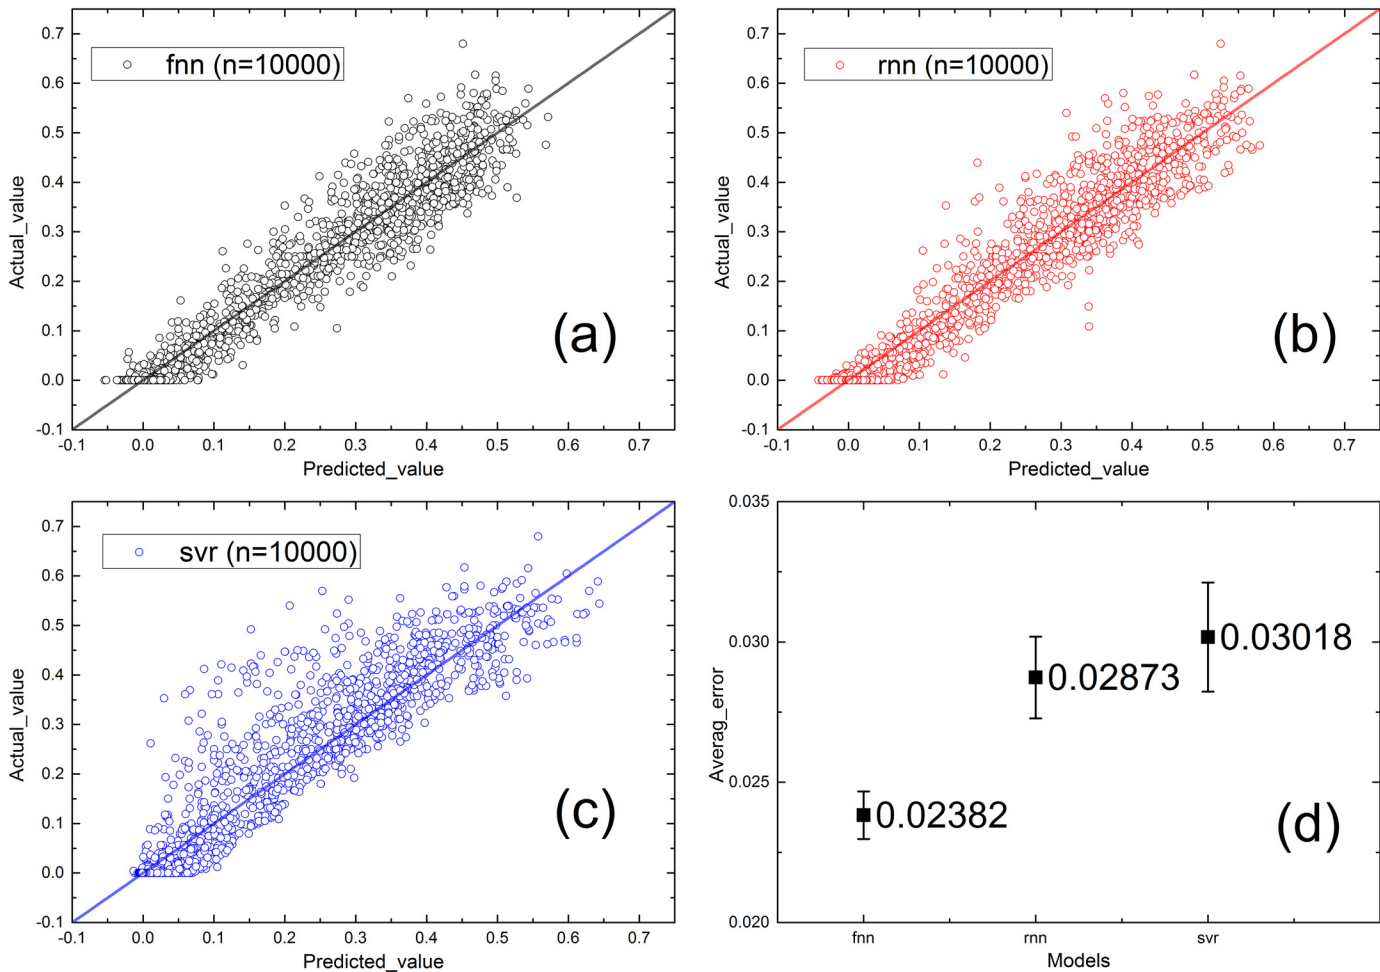 0.7
0.6
0.5
0.4
0.3
0.2
0.1
0.0
-0.1
Actual_value
fnn (n=10000)
(a)
-0.1 0.0 0.1 0.2 0.3 0.4 0.5 0.6 0.7
Predicted_value
0.7
0.6
0.5
0.4
0.3
0.2
0.1
0.0
-0.1
Actual_value
rnn (n=10000)
(b)
-0.1 0.0 0.1 0.2 0.3 0.4 0.5 0.6 0.7
Predicted_value
0.7
0.6
0.5
0.4
0.3
0.2
0.1
0.0
-0.1
Actual_value
svr (n=10000)
(c)
-0.1 0.0 0.1 0.2 0.3 0.4 0.5 0.6 0.7
Predicted_value
0.035
0.030
0.025
0.020
Averag_error
0.03018
0.02873
0.02382
(d)
fnn rnn svr
Models